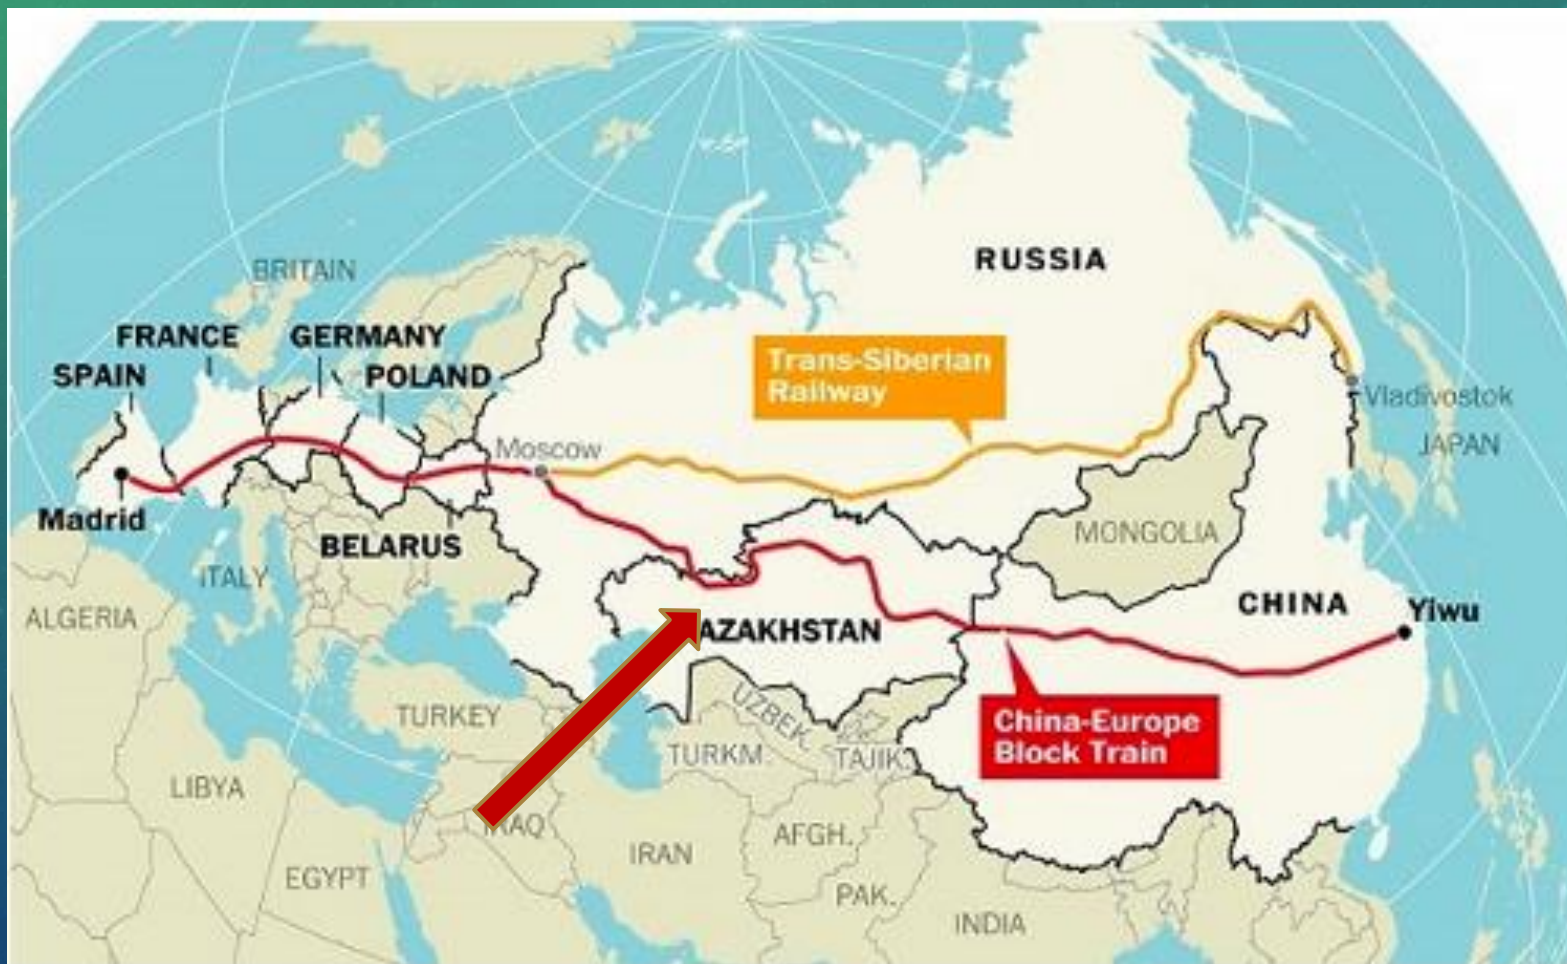 RUSSIA
BRITAIN
FRANCE
GERMANY
SPAIN
POLAND
Trans-Siberian
Railway
Vladivostok
JAPAN
Moscow
Madrid
MONGOLIA
BELARUS
ITALY
ALGERIA
CHINA
Yiwu
AZAKHSTAN
TURKEY
UZBEK.
China-Europe
Block Train
TURKM.
TAJIK.
LIBYA
IRAQ
AFGH.
IRAN
EGYPT
PAK.
INDIA